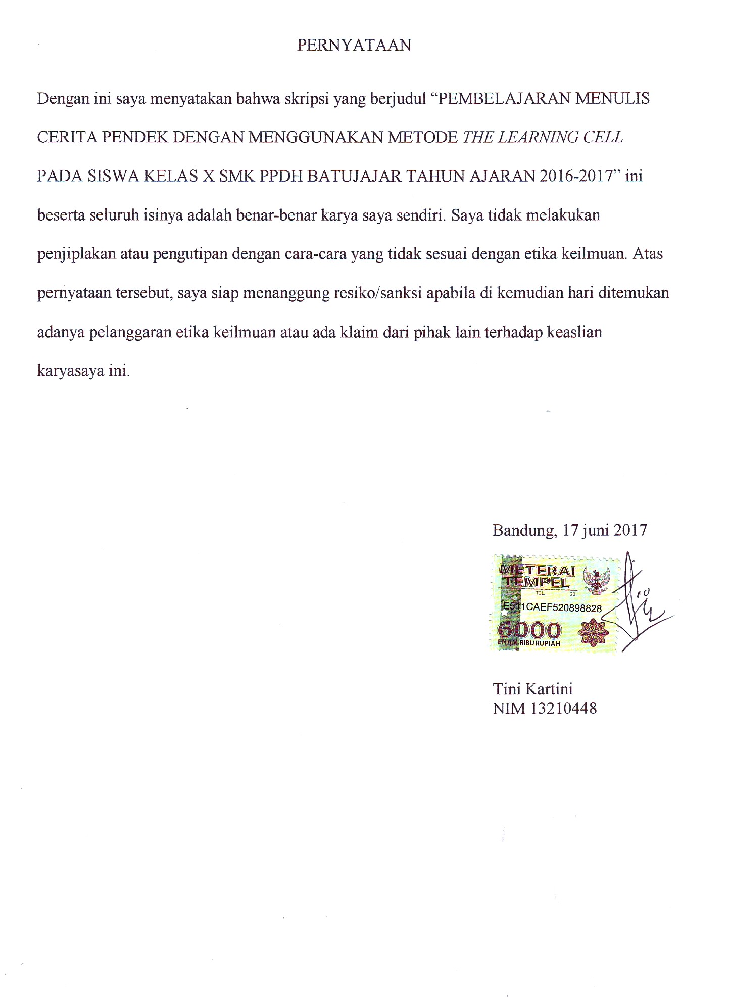 PERNYATAAN
Dengan ini saya menyatakan bahwa skripsi yang berjudul “PEMBELAJARAN MENULIS
CERITA PENDEK DENGAN MENGGUNAKAN METODE THE LEARNING CELL
PADA SISWA KELAS X SMK PPDH BATUJAJAR TAHUN AJARAN 2016-2017” ini
beserta seluruh isinya adalah benar-benar karya saya sendiri. Saya tidak melakukan
penjiplakan atau pengutipan dengan cara-cara yang tidak sesuai dengan etika keilmuan. Atas
pernyataan tersebut, saya siap menanggung resiko/sanksi apabila di kemudian hari ditemukan
adanya pelanggaran etika keilmuan atau ada klaim dari pihak lain terhadap keaslian
karyasaya ini.
Bandung, 17 juni 2017
METERAI
TEMPEL
TGL. 20
E511CAEF520898828
6000
ENAM RIBU RUPIAH
Tini Kartini
NIM 13210448